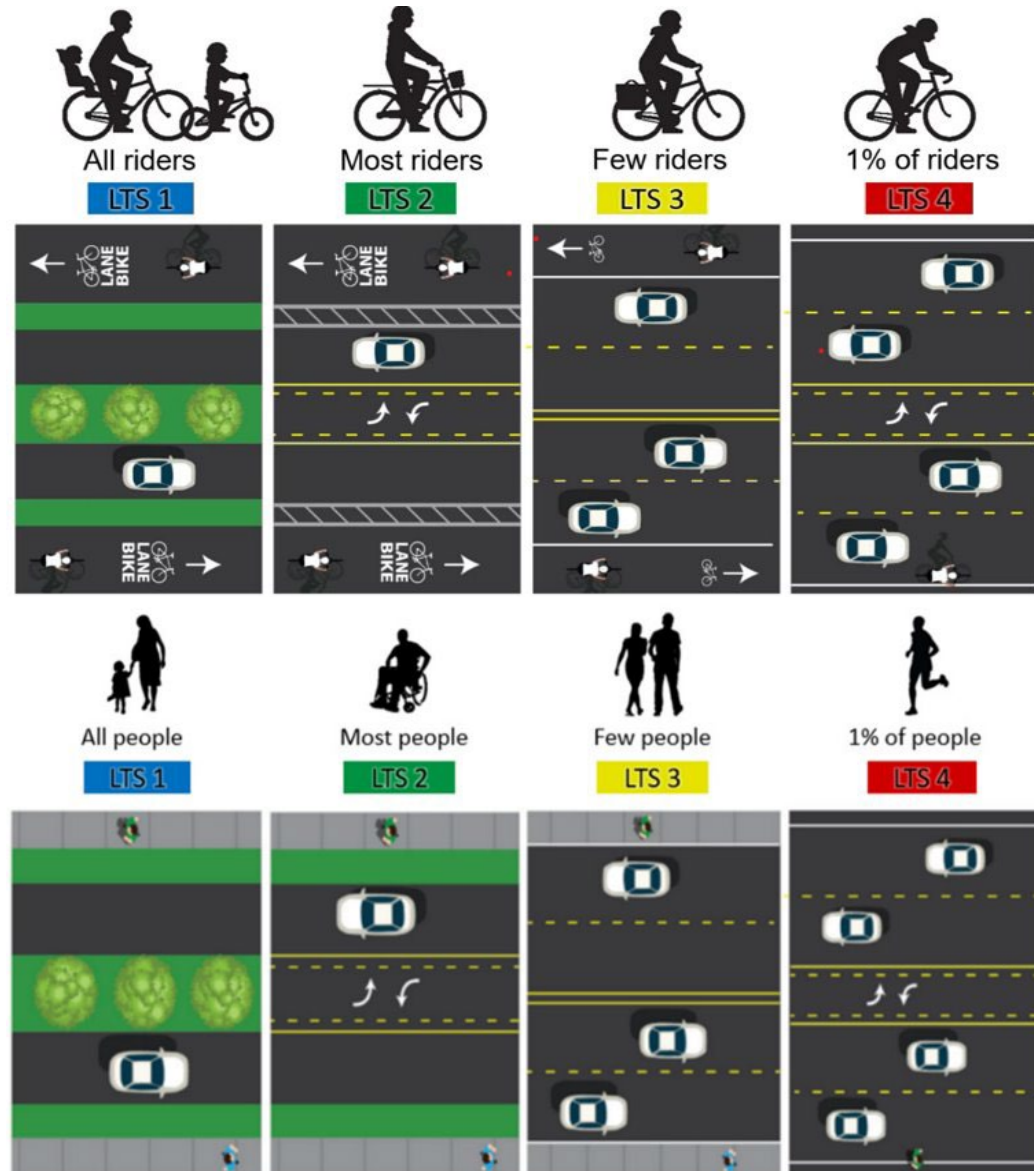 All riders
Most riders
Few riders
1% of riders
LTS 1
LTS 2
LTS 3
LTS 4
LANE
BIKE
LANE
BIKE
BIKE
LANE
BIKE
LANE
All people
Most people
Few people
1% of people
LTS 1
LTS 2
LTS 3
LTS 4